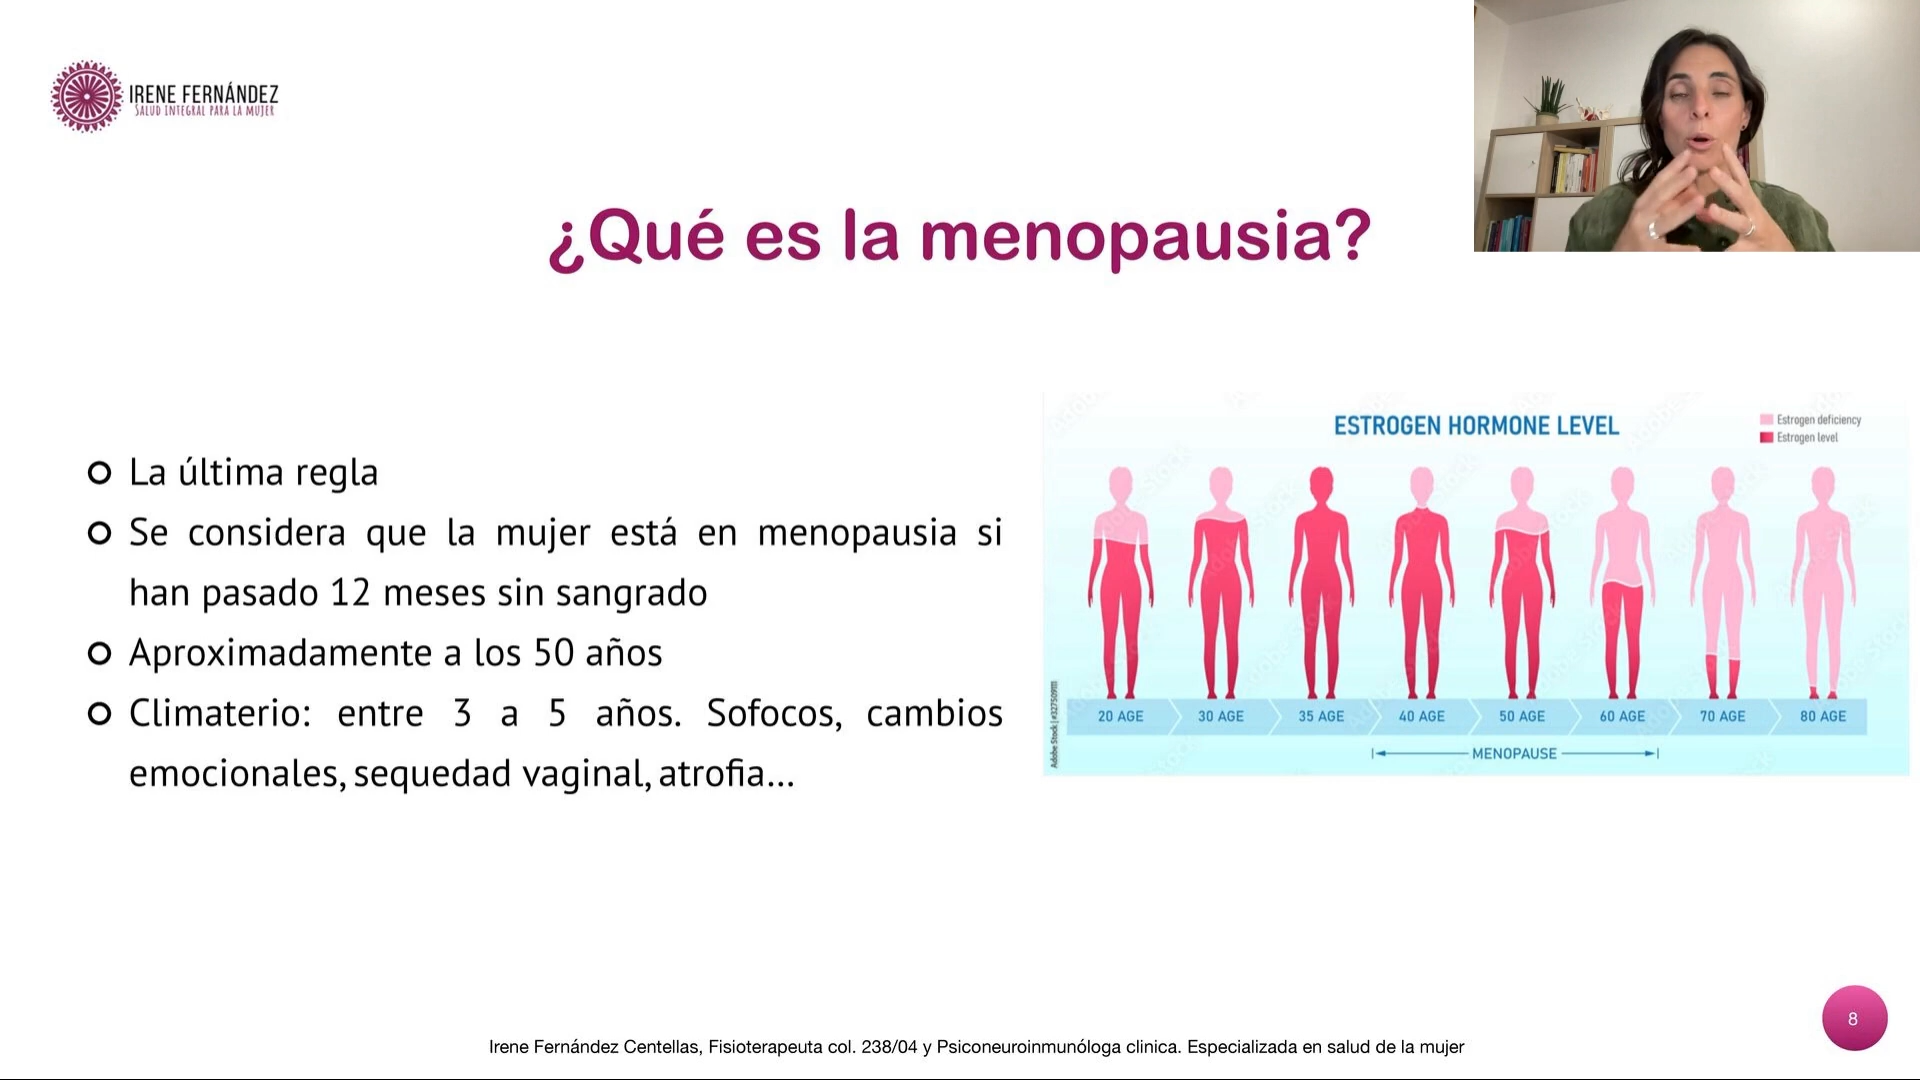 IRENE FERNÁNDEZ
SALUD INTEGRAL PARA LA MUJER
¿Qué es la menopausia?
La última regla
Se considera que la mujer está en menopausia si
han pasado 12 meses sin sangrado
Aproximadamente a los 50 años
Climaterio: entre 3 a 5 años. Sofocos, cambios
emocionales, sequedad vaginal, atrofia...
ESTROGEN HORMONE LEVEL
Estrogen deficiency
Estrogen level
20 AGE
30 AGE
35 AGE
40 AGE
50 AGE
60 AGE
70 AGE
80 AGE
MENOPAUSE
8
Irene Fernández Centellas, Fisioterapeuta col. 238/04 y Psiconeuroinmunóloga clinica. Especializada en salud de la mujer